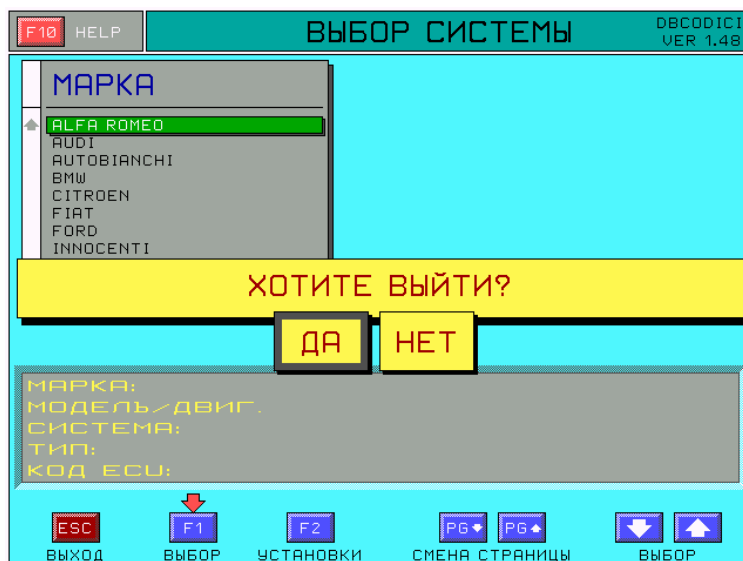 F10 HELP
ВЫБОР СИСТЕМЫ
DBCODICI
VER 1.48
МАРКА
ALFA ROMEO
AUDI
AUTOBIANCHI
BMW
CITROEN
FIAT
FORD
INNOCENTI
ХОТИТЕ ВЫЙТИ?
ДА НЕТ
МАРКА:
МОДЕЛЬ/ДВИГ.
СИСТЕМА:
ТИП:
КОД ECU:
ESC F1 F2 PG PG
ВЫХОД ВЫБОР УСТАНОВКИ СМЕНА СТРАНИЦЫ ВЫБОР